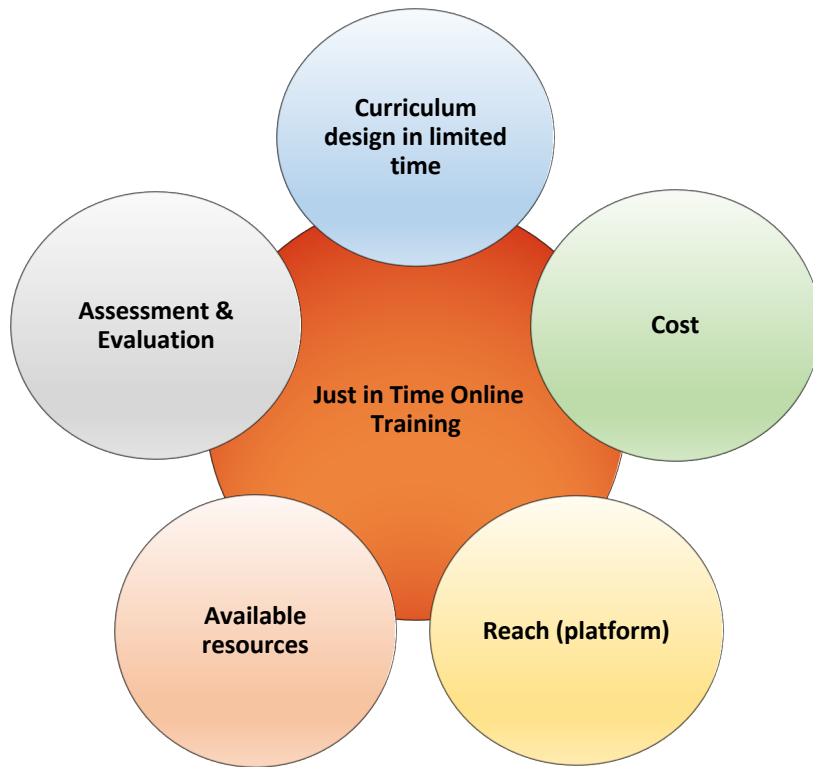 Curriculum
design in limited
time
Assessment &
Evaluation
Cost
Just in Time Online
Training
Available
resources
Reach (platform)